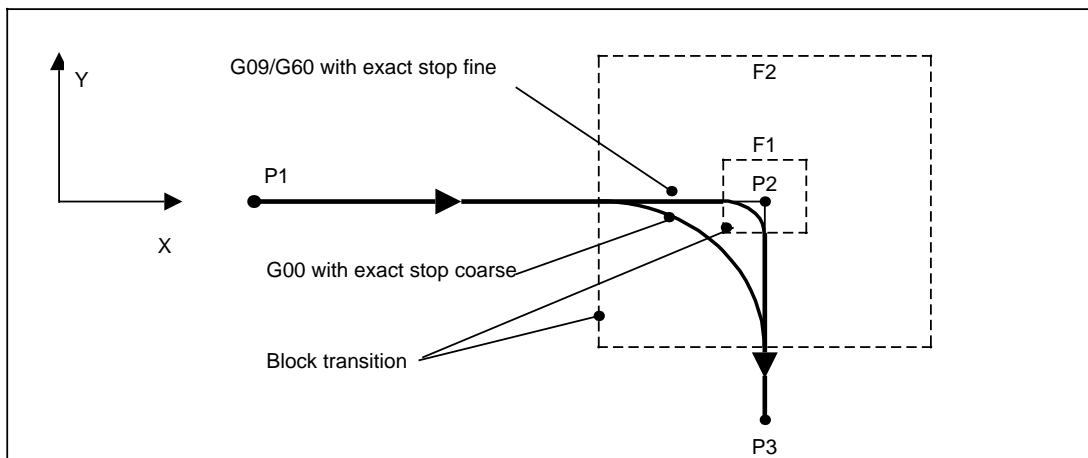 G09/G60 with exact stop fine
F2
Y
F1
P1
P2
X
G00 with exact stop coarse
Block transition
P3